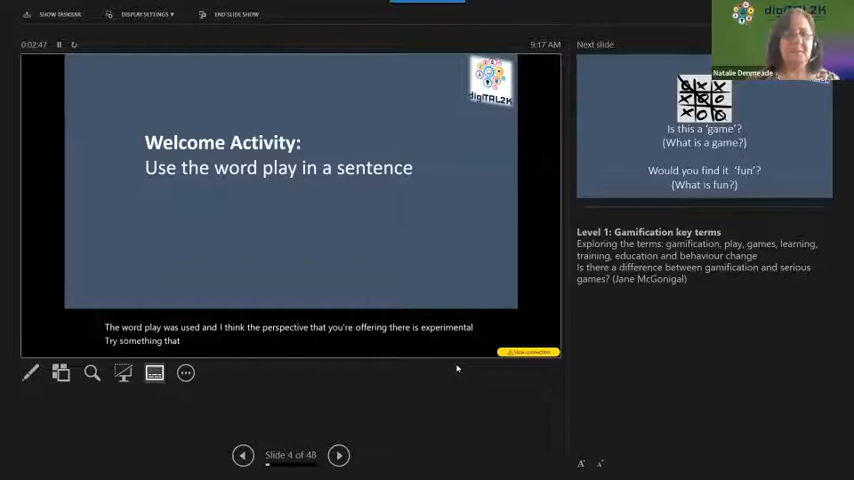 SHOW TASKBAR
DISPLAY SETTINGS
END SLIDE SHOW
digiTAL2K
Natalie Denmeade
0:02:47
9:17 AM
Next slide
digiTAL2K
Welcome Activity:
Use the word play in a sentence
Is this a 'game'?
(What is a game?)
Would you find it 'fun'?
(What is fun?)
Level 1: Gamification key terms
Exploring the terms: gamification, play, games, learning,
training, education and behaviour change
Is there a difference between gamification and serious
games? (Jane McGonigal)
The word play was used and I think the perspective that you're offering there is experimental
Try something that
Slow connection
Slide 4 of 48
A
A